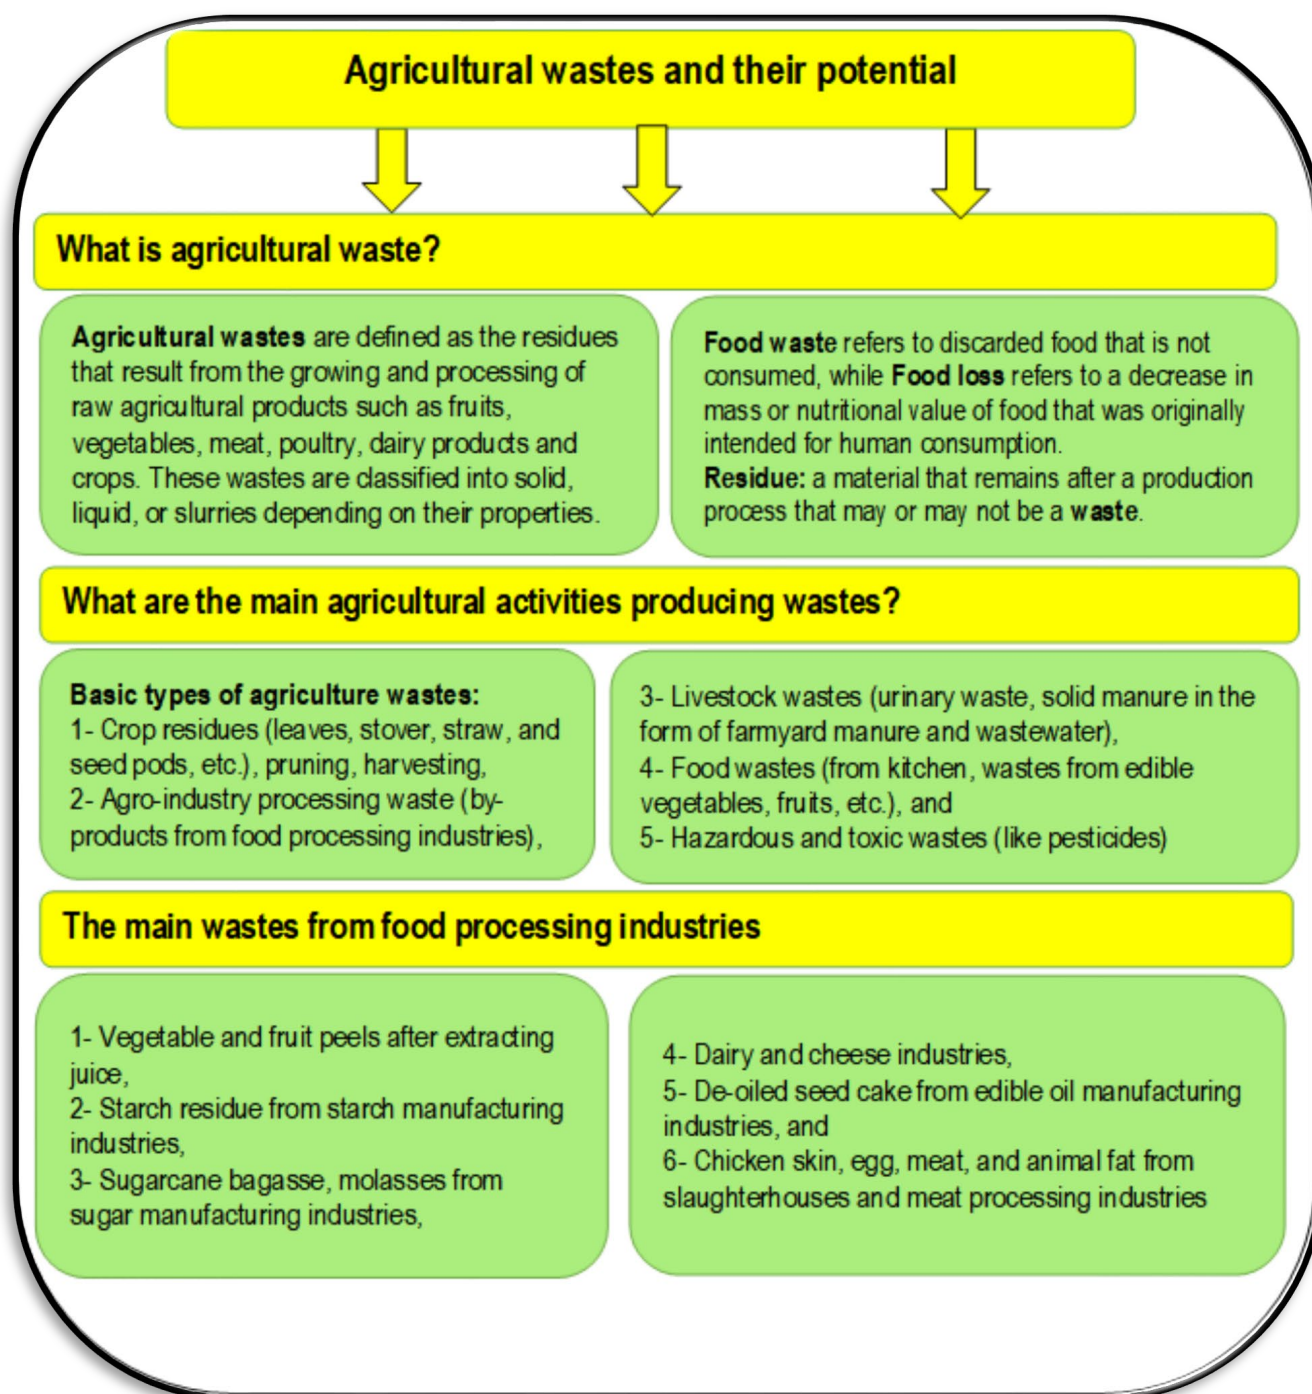 Agricultural wastes and their potential
What is agricultural waste?
Agricultural wastes are defined as the residues
that result from the growing and processing of
raw agricultural products such as fruits,
vegetables, meat, poultry, dairy products and
crops. These wastes are classified into solid,
liquid, or slurries depending on their properties.
Food waste refers to discarded food that is not
consumed, while Food loss refers to a decrease in
mass or nutritional value of food that was originally
intended for human consumption.
Residue: a material that remains after a production
process that may or may not be a waste.
What are the main agricultural activities producing wastes?
Basic types of agriculture wastes:
1- Crop residues (leaves, stover, straw, and
seed pods, etc.), pruning, harvesting,
2- Agro-industry processing waste (by-
products from food processing industries),
3- Livestock wastes (urinary waste, solid manure in the
form of farmyard manure and wastewater),
4- Food wastes (from kitchen, wastes from edible
vegetables, fruits, etc.), and
5- Hazardous and toxic wastes (like pesticides)
The main wastes from food processing industries
1- Vegetable and fruit peels after extracting
juice,
2- Starch residue from starch manufacturing
industries,
3- Sugarcane bagasse, molasses from
sugar manufacturing industries,
4- Dairy and cheese industries,
5- De-oiled seed cake from edible oil manufacturing
industries, and
6- Chicken skin, egg, meat, and animal fat from
slaughterhouses and meat processing industries